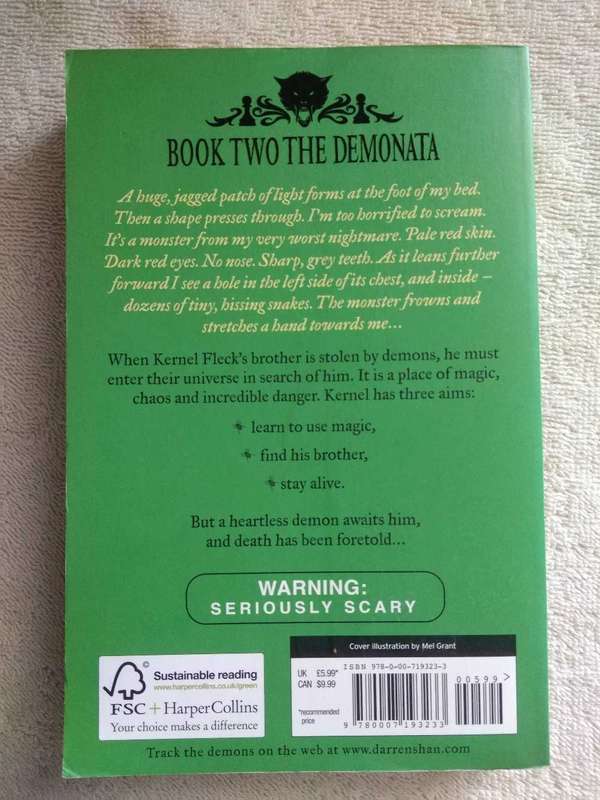 BOOK TWO THE DEMONATA
A huge, jagged patch of light forms at the foot of my bed.
Then a shape presses through. I'm too horrified to scream.
It's a monster from my very worst nightmare. Pale red skin.
Dark red eyes. No nose. Sharp, grey teeth. As it leans further
forward I see a hole in the left side of its chest, and inside –
dozens of tiny, hissing snakes. The monster frowns and
stretches a hand towards me...
When Kernel Fleck's brother is stolen by demons, he must
enter their universe in search of him. It is a place of magic,
chaos and incredible danger. Kernel has three aims:
learn to use magic,
find his brother,
stay alive.
But a heartless demon awaits him,
and death has been foretold...
WARNING:
SERIOUSLY SCARY
©
Sustainable reading
www.harpercollins.co.uk/green
FSC + HarperCollins
Your choice makes a difference
Cover illustration by Mel Grant
UK £5.99*
CAN $9.99
*recommended
price
ISBN 978-0-00-719323-3
00599>
9 780007 193233
Track the demons on the web at www.darrenshan.com